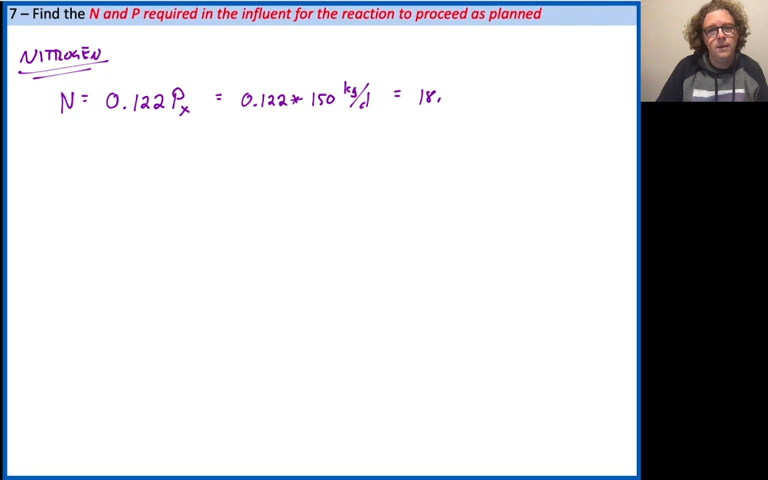 7 – Find the N and P required in the influent for the reaction to proceed as planned
NITROGEN
N = 0.122 Px = 0.122 * 150 kg/d = 18.